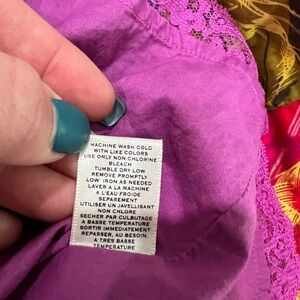 MACHINE WASH COLD
WITH LIKE COLORS
USE ONLY NON-CHLORINE
BLEACH
TUMBLE DRY LOW
REMOVE PROMPTLY
LOW IRON AS NEEDED
LAVER A LA MACHINE
A L'EAU FROIDE
SEPAREMENT
UTILISER UN JAVELLISANT
NON CHLORE
SECHER PAR CULBUTAGE
A BASSE TEMPERATURE
SORTIR IMMEDIATEMENT
REPASSER, AU BESOIN,
A TRES BASSE
TEMPERATURE